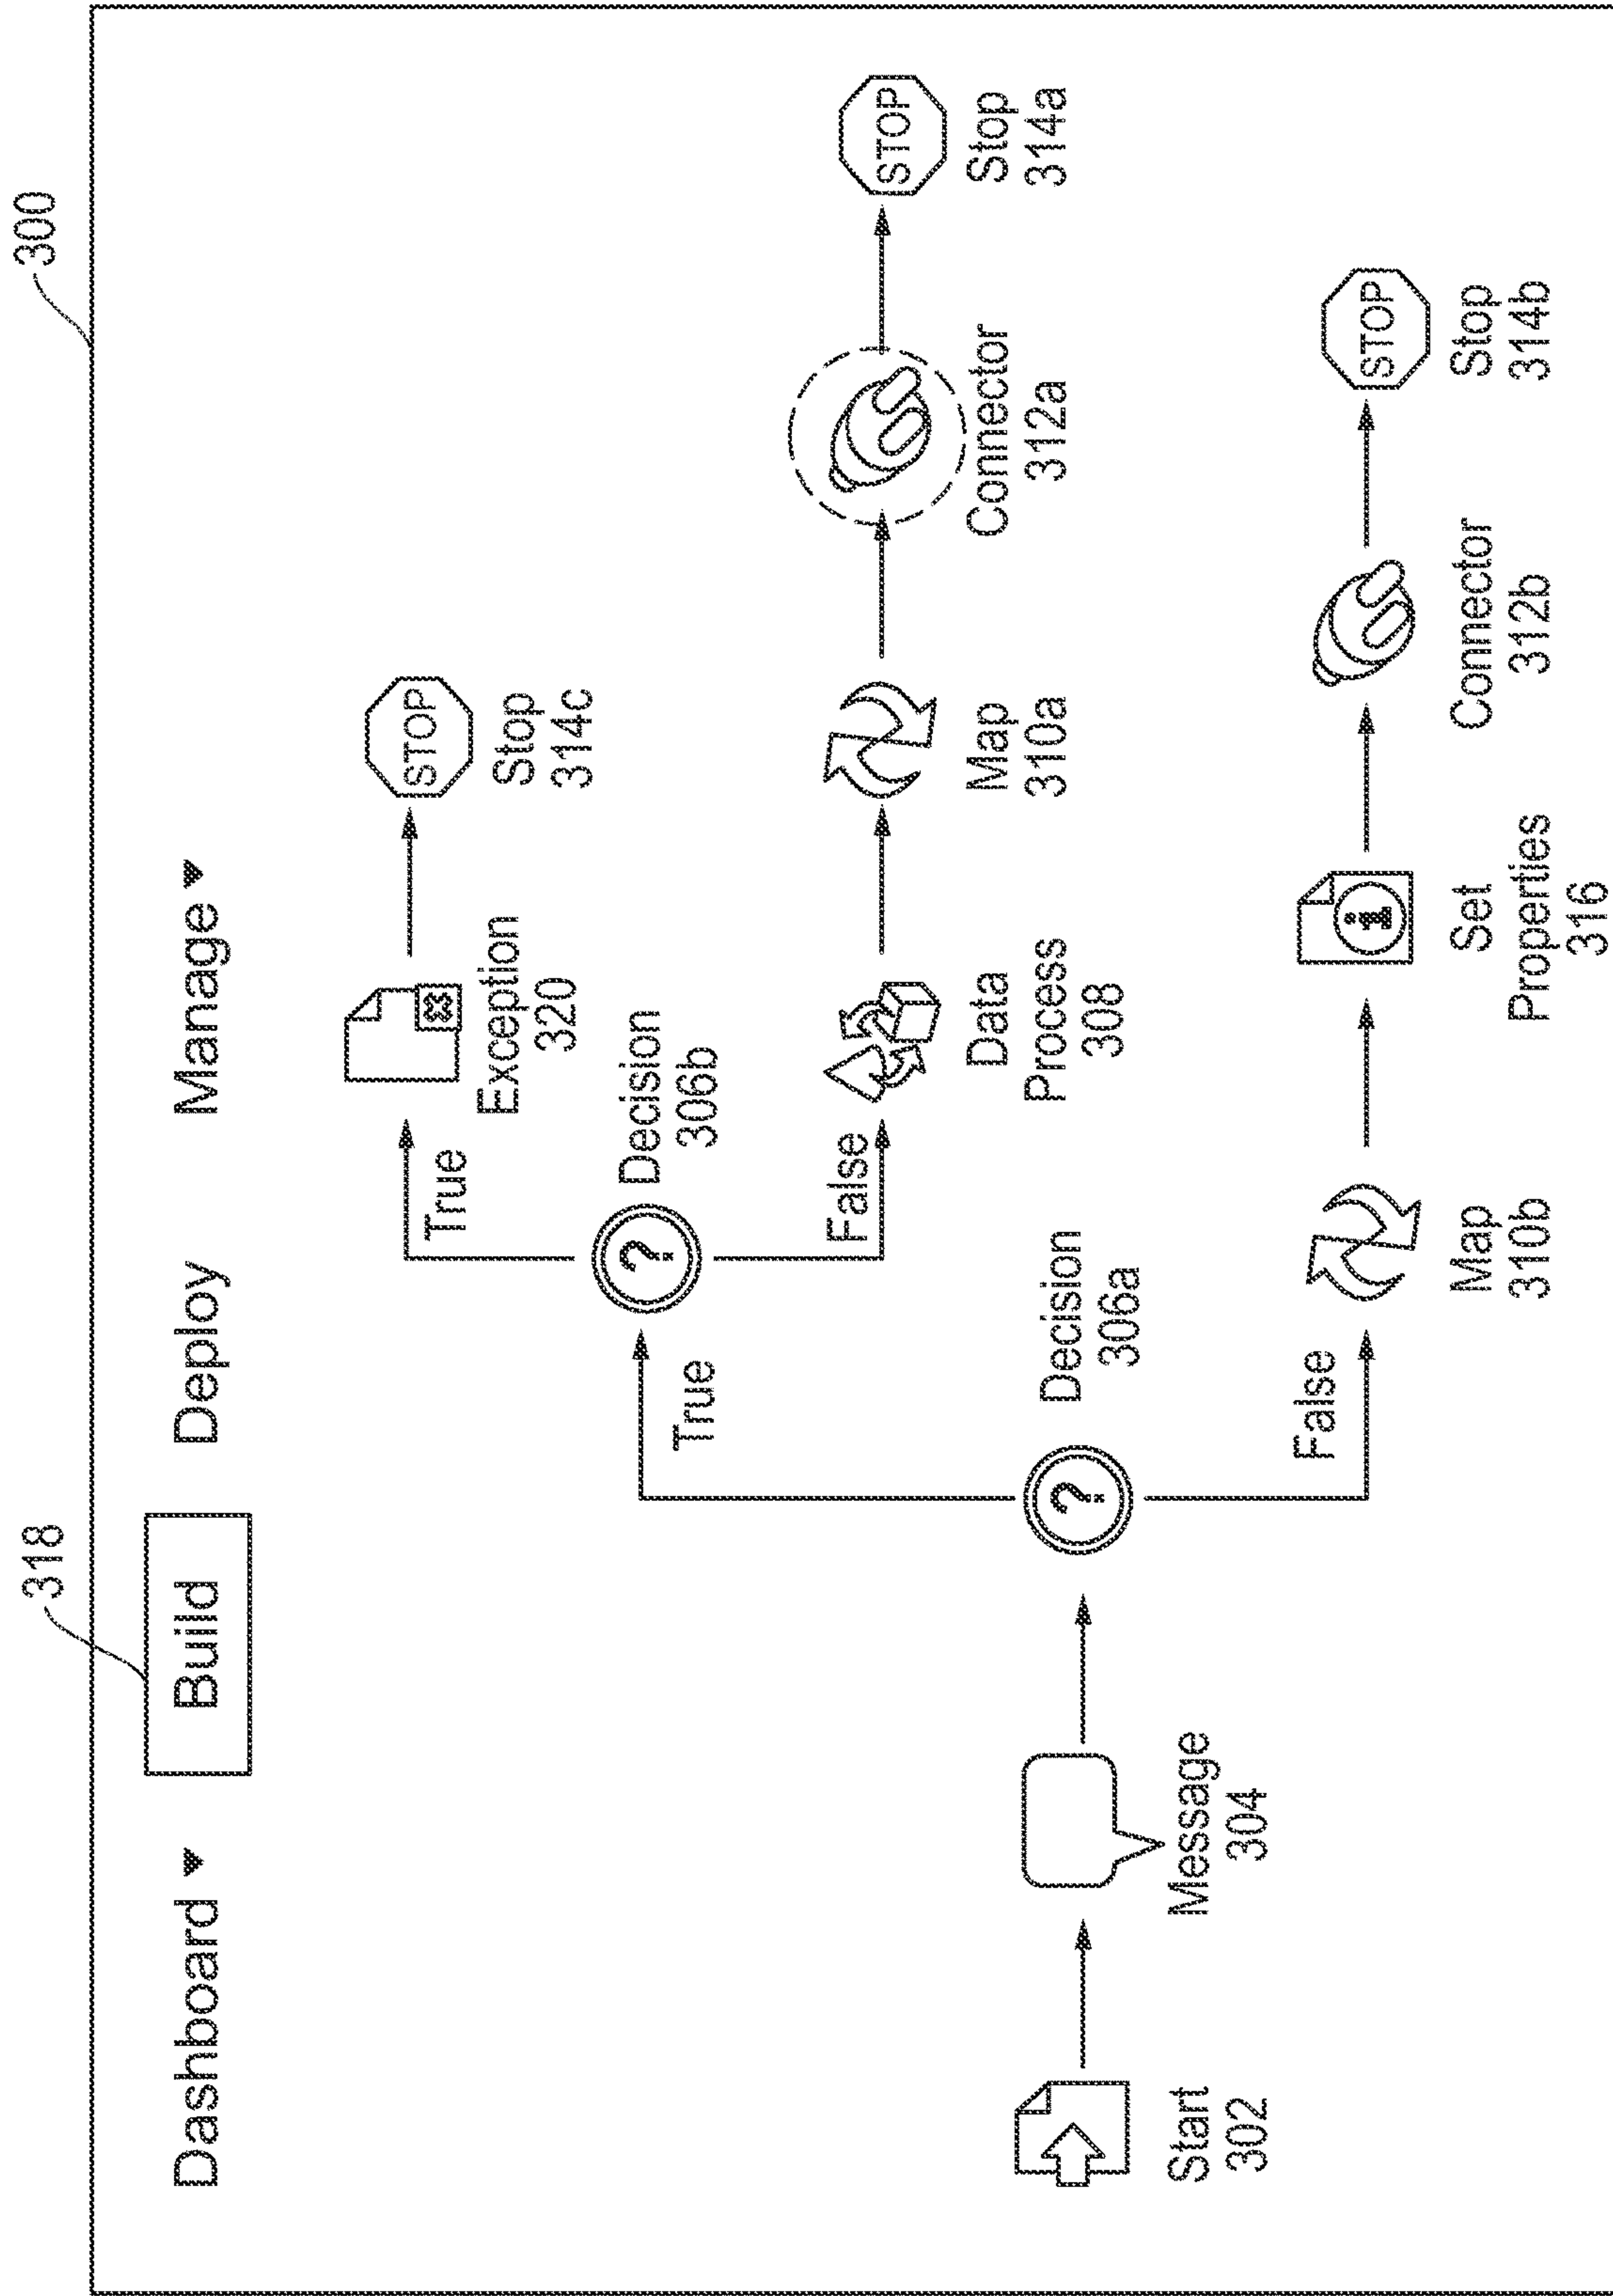 300
318
Dashboard
Build
Deploy
Manage
True
Exception
320
STOP
Stop
314c
Decision
306b
False
Data
Process
308
Map
310a
Connector
312a
STOP
Stop
314a
True
Start
302
Message
304
Decision
306a
False
Map
310b
Set
Properties
316
Connector
312b
STOP
Stop
314b